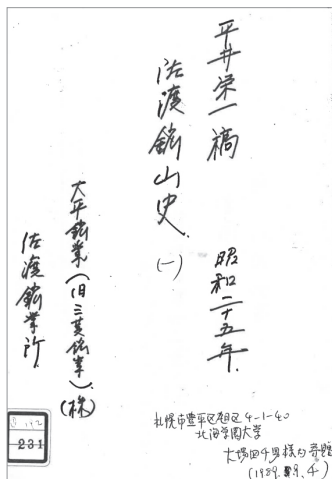 平井栄一稿
佐渡鉱山史 (一)
昭和二十五年
太平鉱業(旧三菱鉱業)(株)
佐渡鉱業所
札幌市豊平区旭区 4-1-40
北海学園大学
大場四千男様内寄贈
(1989. 9. 4)
231